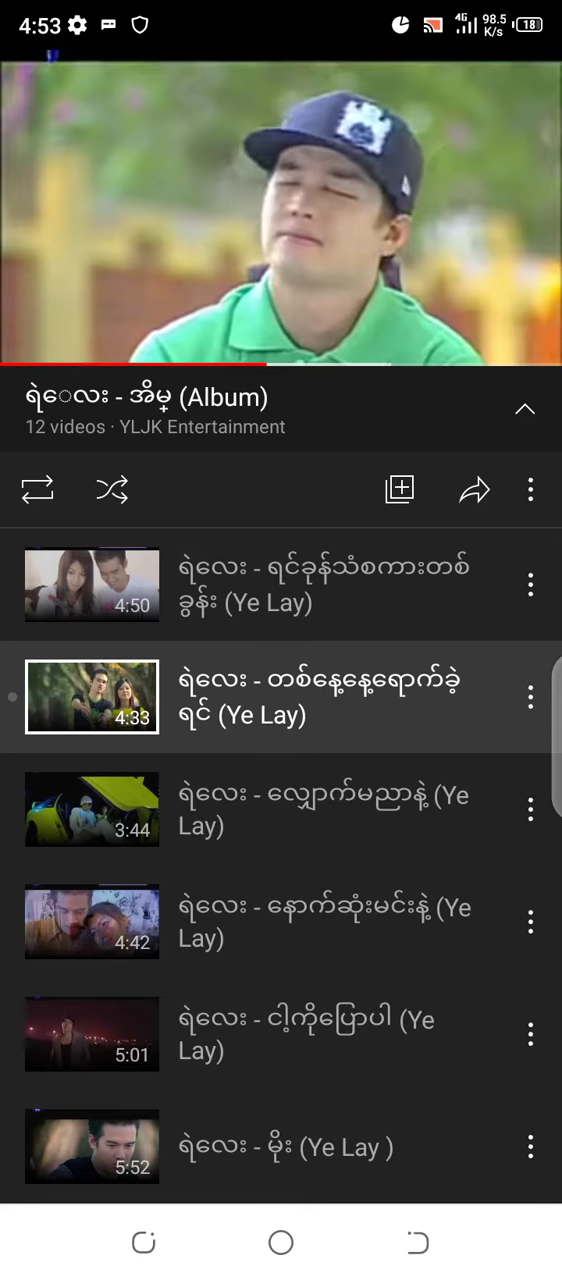 4:53
4G
98.5
K/s
18
ရဲေလး - အိမ္ (Album)
12 videos · YLJK Entertainment
ရဲလေး - ရင်ခုန်သံစကားတစ်
ခွန်း (Ye Lay)
4:50
ရဲလေး - တစ်နေ့နေ့ရောက်ခဲ့
ရင် (Ye Lay)
4:33
ရဲလေး - လျှောက်မညာနဲ့ (Ye
Lay)
3:44
ရဲလေး - နောက်ဆုံးမင်းနဲ့ (Ye
Lay)
4:42
ရဲလေး - ငါ့ကိုပြောပါ (Ye
Lay)
5:01
ရဲလေး - မိုး (Ye Lay )
5:52